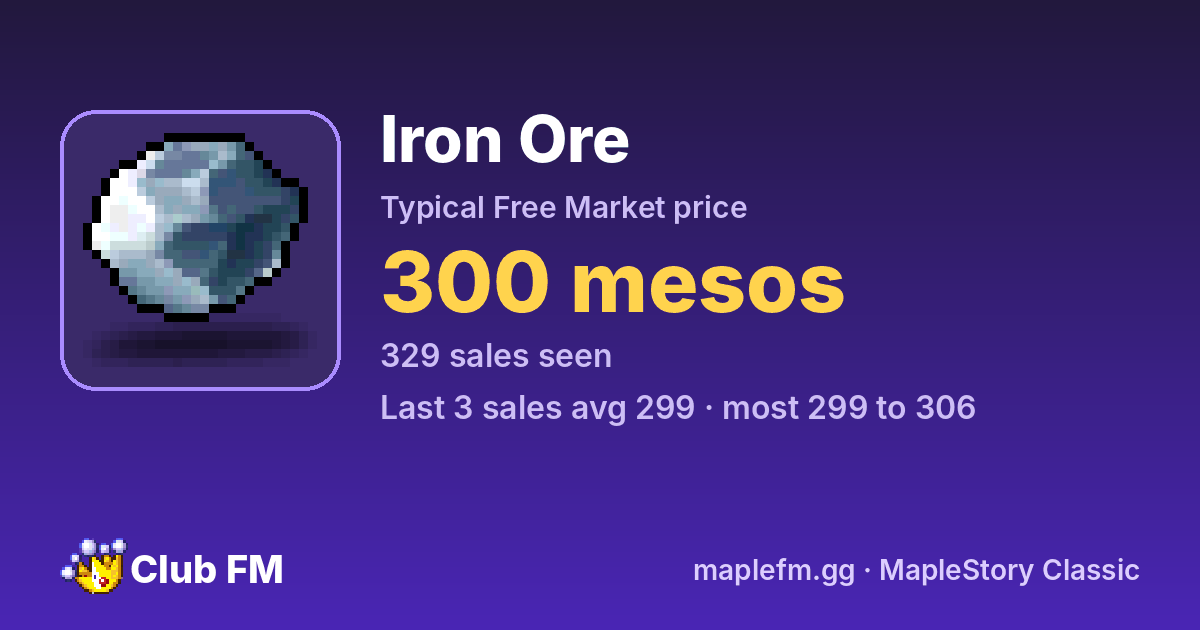 Iron Ore
Typical Free Market price
300 mesos
329 sales seen
Last 3 sales avg 299 · most 299 to 306
Club FM
maplefm.gg · MapleStory Classic